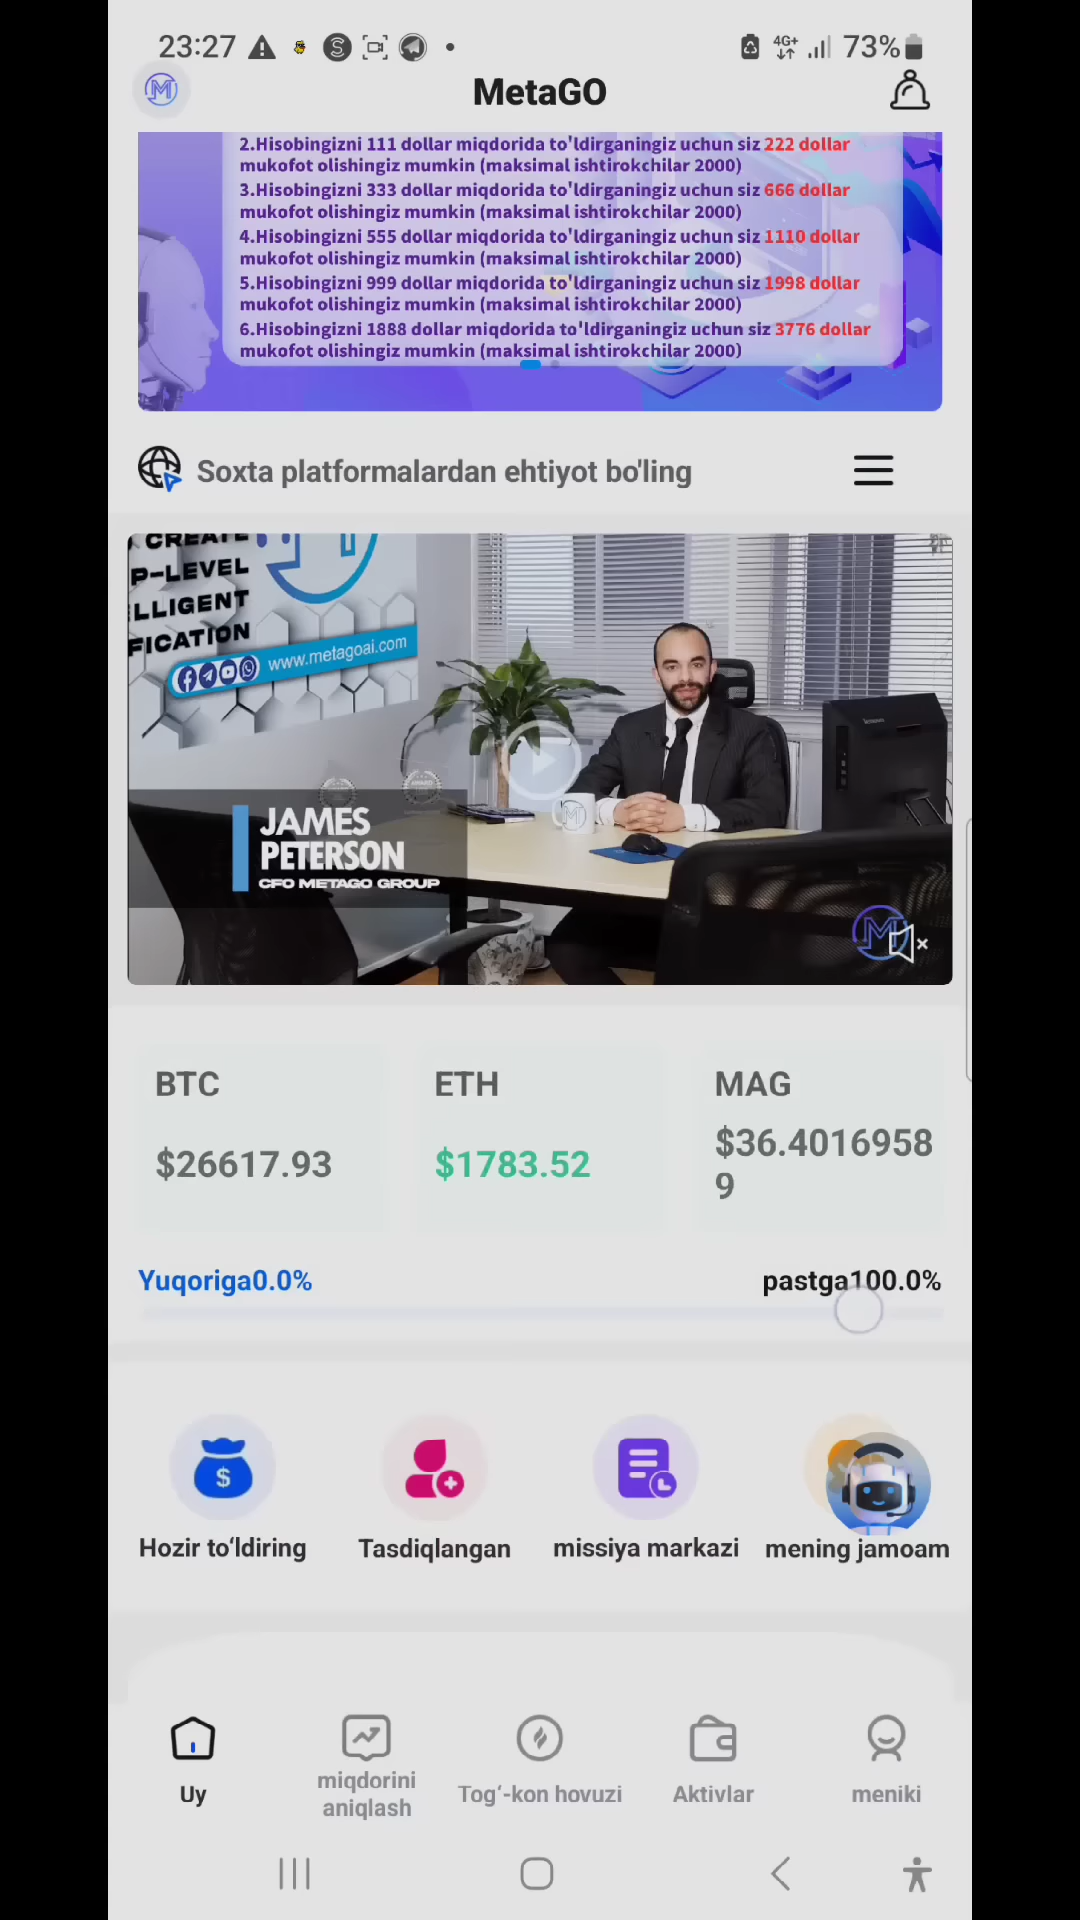 23:27
4G+
73%
MetaGO
2.Hisobingizni 111 dollar miqdorida to'ldirganingiz uchun siz 222 dollar
mukofot olishingiz mumkin (maksimal ishtirokchilar 2000)
3.Hisobingizni 333 dollar miqdorida to'ldirganingiz uchun siz 666 dollar
mukofot olishingiz mumkin (maksimal ishtirokchilar 2000)
4.Hisobingizni 555 dollar miqdorida to'ldirganingiz uchun siz 1110 dollar
mukofot olishingiz mumkin (maksimal ishtirokchilar 2000)
5.Hisobingizni 999 dollar miqdorida to'ldirganingiz uchun siz 1998 dollar
mukofot olishingiz mumkin (maksimal ishtirokchilar 2000)
6.Hisobingizni 1888 dollar miqdorida to'ldirganingiz uchun siz 3776 dollar
mukofot olishingiz mumkin (maksimal ishtirokchilar 2000)
Soxta platformalardan ehtiyot bo'ling
CREATE
P-LEVEL
LLIGENT
FICATION
www.metagoai.com
JAMES
PETERSON
CFO METAGO GROUP
BTC
$26617.93
ETH
$1783.52
MAG
$36.4016958
9
Yuqoriga0.0%
pastga100.0%
Hozir to‘ldiring
Tasdiqlangan
missiya markazi
mening jamoam
Uy
miqdorini
aniqlash
Tog‘-kon hovuzi
Aktivlar
meniki